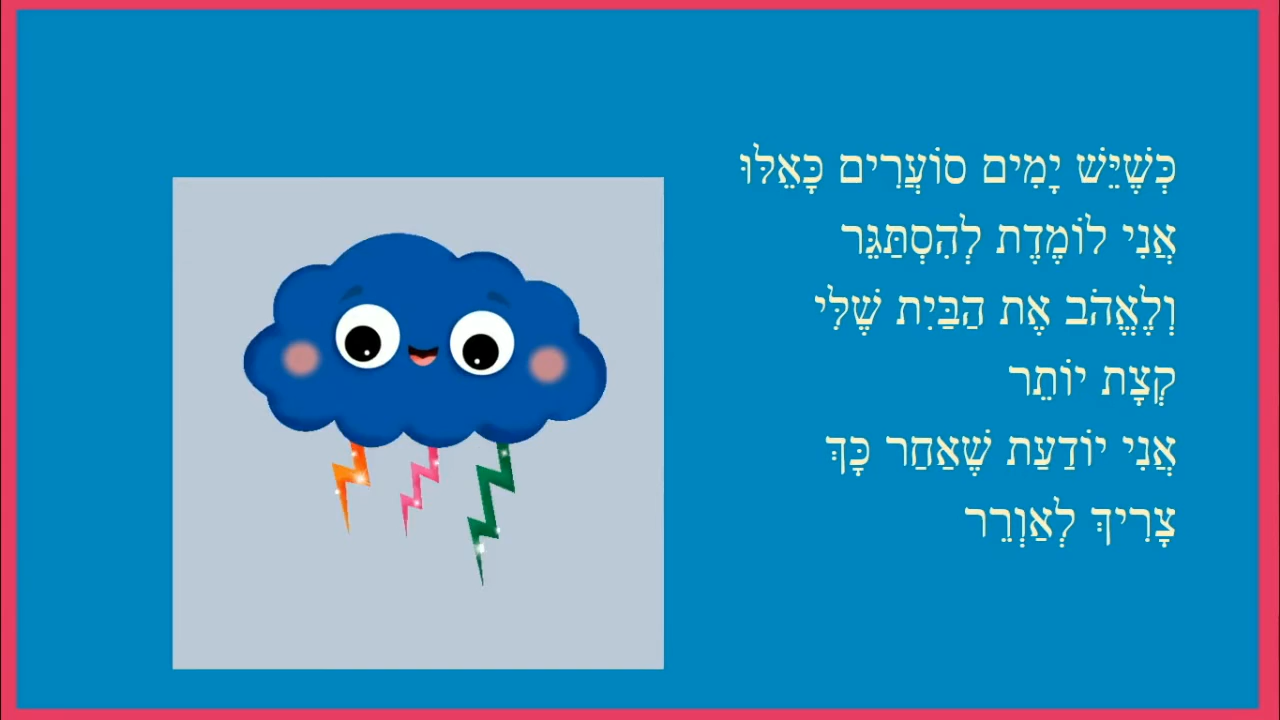 כְּשֶׁיֵּשׁ יָמִים סוֹעֲרִים כָּאֵלּוּ
אֲנִי לוֹמֶדֶת לְהִסְתַּגֵּר
וְלֶאֱהֹב אֶת הַבַּיִת שֶׁלִּי
קְצָת יוֹתֵר
אֲנִי יוֹדַעַת שֶׁאַחַר כָּךְ
צָרִיךְ לְאַוְרֵר